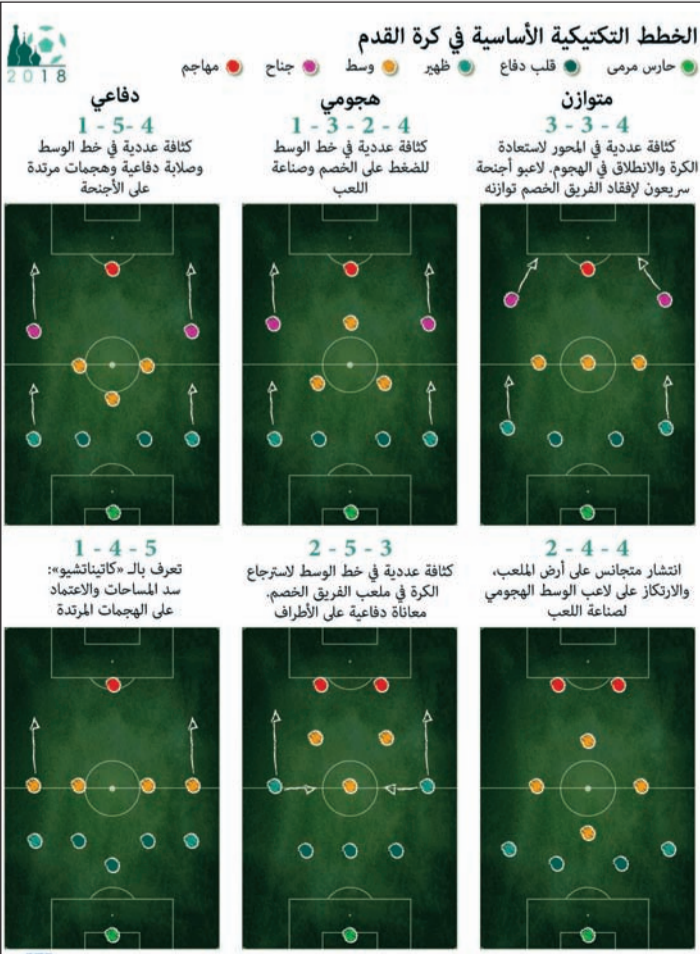 الخطط التكتيكية الأساسية في كرة القدم
2018
حارس مرمى
قلب دفاع
ظهير
وسط
جناح
مهاجم
متوازن
3 - 3 - 4
كثافة عددية في المحور لاستعادة
الكرة والانطلاق في الهجوم. لاعبو أجنحة
سريعون لإفقاد الفريق الخصم توازنه
هجومي
1 - 3 - 2 - 4
كثافة عددية في خط الوسط
للضغط على الخصم وصناعة
اللعب
دفاعي
1 - 5 - 4
كثافة عددية في خط الوسط
وصلابة دفاعية وهجمات مرتدة
على الأجنحة
2 - 4 - 4
انتشار متجانس على أرض الملعب،
والارتكاز على لاعب الوسط الهجومي
لصناعة اللعب
2 - 5 - 3
كثافة عددية في خط الوسط لاسترجاع
الكرة في ملعب الفريق الخصم.
معاناة دفاعية على الأطراف
1 - 4 - 5
تعرف بالـ «كاتيناتشيو»:
سد المساحات والاعتماد
على الهجمات المرتدة